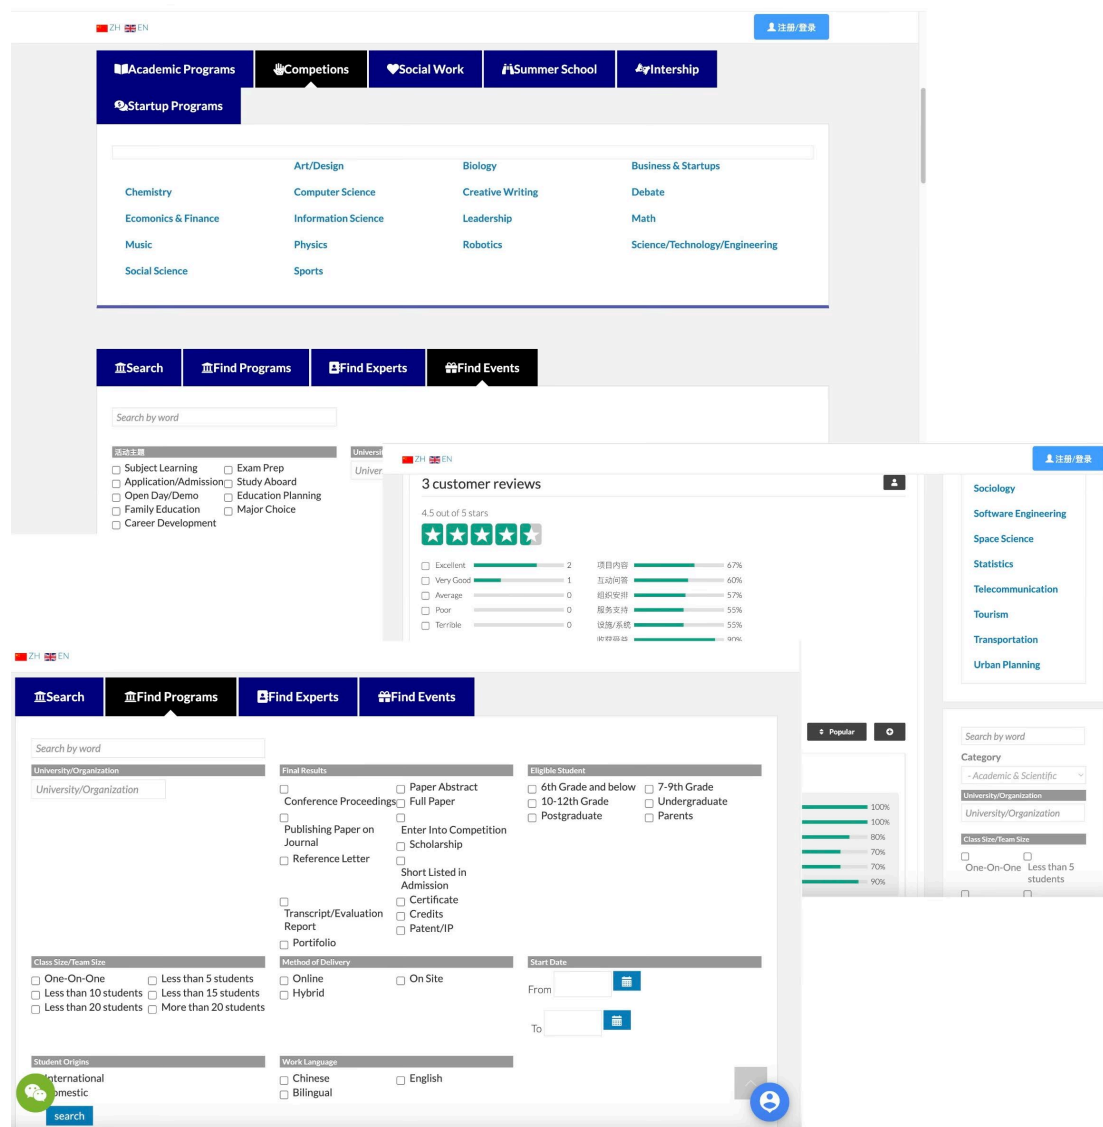 ZH EN
注册/登录
Academic Programs Competions Social Work Summer School Intership
Startup Programs
Art/Design Biology Business & Startups
Chemistry Computer Science Creative Writing Debate
Ecomonics & Finance Information Science Leadership Math
Music Physics Robotics Science/Technology/Engineering
Social Science Sports
Search Find Programs Find Experts Find Events
Search by word
活动主题
Subject Learning Exam Prep
Application/Admission Study Aboard
Open Day/Demo Education Planning
Family Education Major Choice
Career Development
ZH EN
注册/登录
3 customer reviews
4.5 out of 5 stars
Excellent 2 项目内容 67%
Very Good 1 互动问答 60%
Average 0 组织安排 57%
Poor 0 服务支持 55%
Terrible 0 设施/系统 55%
90%
Sociology
Software Engineering
Space Science
Statistics
Telecommunication
Tourism
Transportation
Urban Planning
Popular
100%
100%
80%
70%
70%
90%
Search by word
Category
- Academic & Scientific
University/Organization
University/Organization
Class Size/Team Size
One-On-One Less than 5
students
ZH EN
Search Find Programs Find Experts Find Events
Search by word
University/Organization
University/Organization
Final Results
Paper Abstract
Conference Proceedings Full Paper
Publishing Paper on
Journal
Enter Into Competition
Scholarship
Reference Letter
Short Listed in
Admission
Certificate
Transcript/Evaluation
Report
Credits
Patent/IP
Portifolio
Eligible Student
6th Grade and below 7-9th Grade
10-12th Grade Undergraduate
Postgraduate Parents
Class Size/Team Size
One-On-One Less than 5 students
Less than 10 students Less than 15 students
Less than 20 students More than 20 students
Method of Delivery
Online On Site
Hybrid
Start Date
From
To
Student Origins
Work Language
Chinese English
Bilingual
search